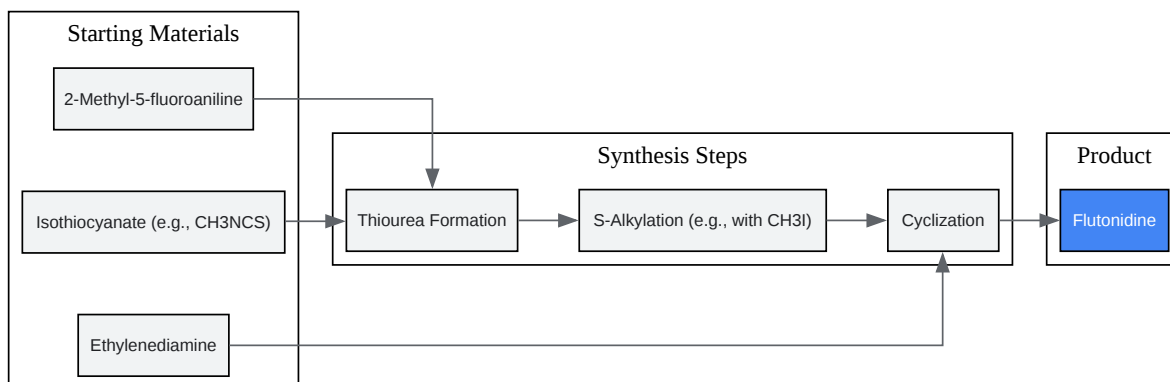 Starting Materials
2-Methyl-5-fluoroaniline
Isothiocyanate (e.g., CH3NCS)
Ethylenediamine
Synthesis Steps
Thiourea Formation
S-Alkylation (e.g., with CH3I)
Cyclization
Product
Flutonidine